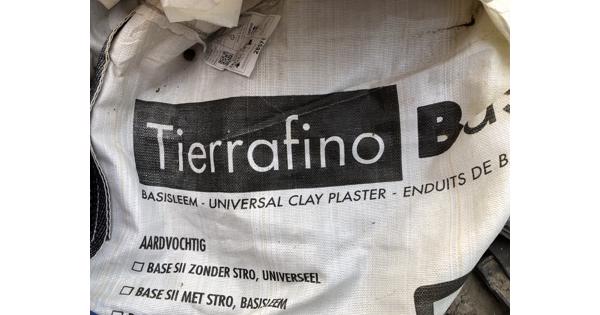 Tierrafino
BASISLEEM - UNIVERSAL CLAY PLASTER - ENDUITS DE
AARDVOCHTIG
☐ BASE SII ZONDER STRO, UNIVERSEEL
☐ BASE SII MET STRO, BASISLEEM